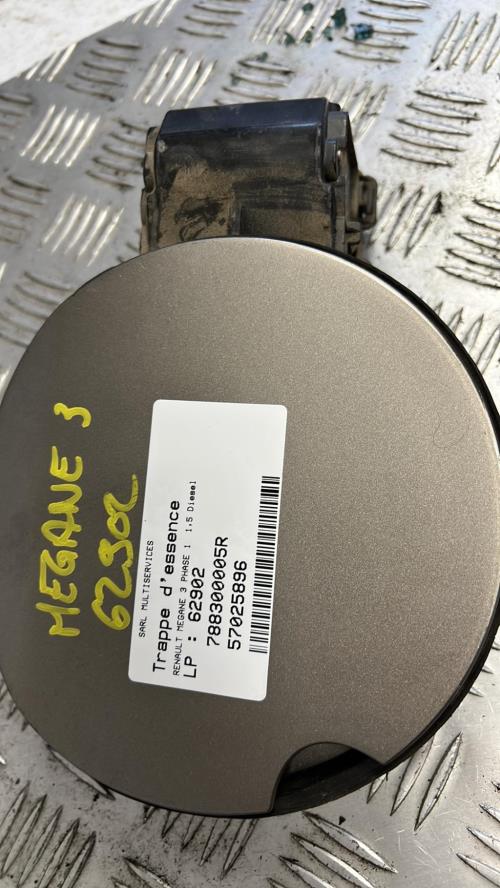 MEGANE 3
62902
SARL MULTISERVICES
Trappe d'essence
RENAULT MEGANE 3 PHASE 1 1,5 Diesel
LP : 62902
788300005R
57025896